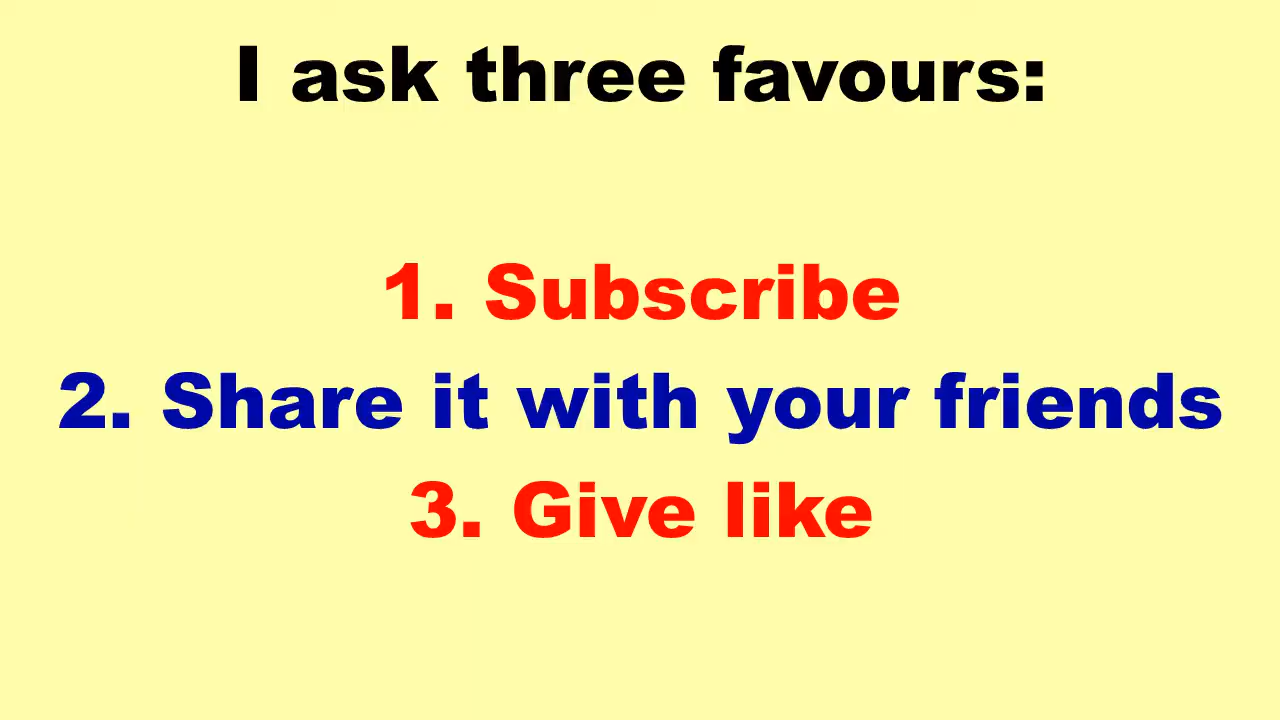 I ask three favours:
1. Subscribe
2. Share it with your friends
3. Give like